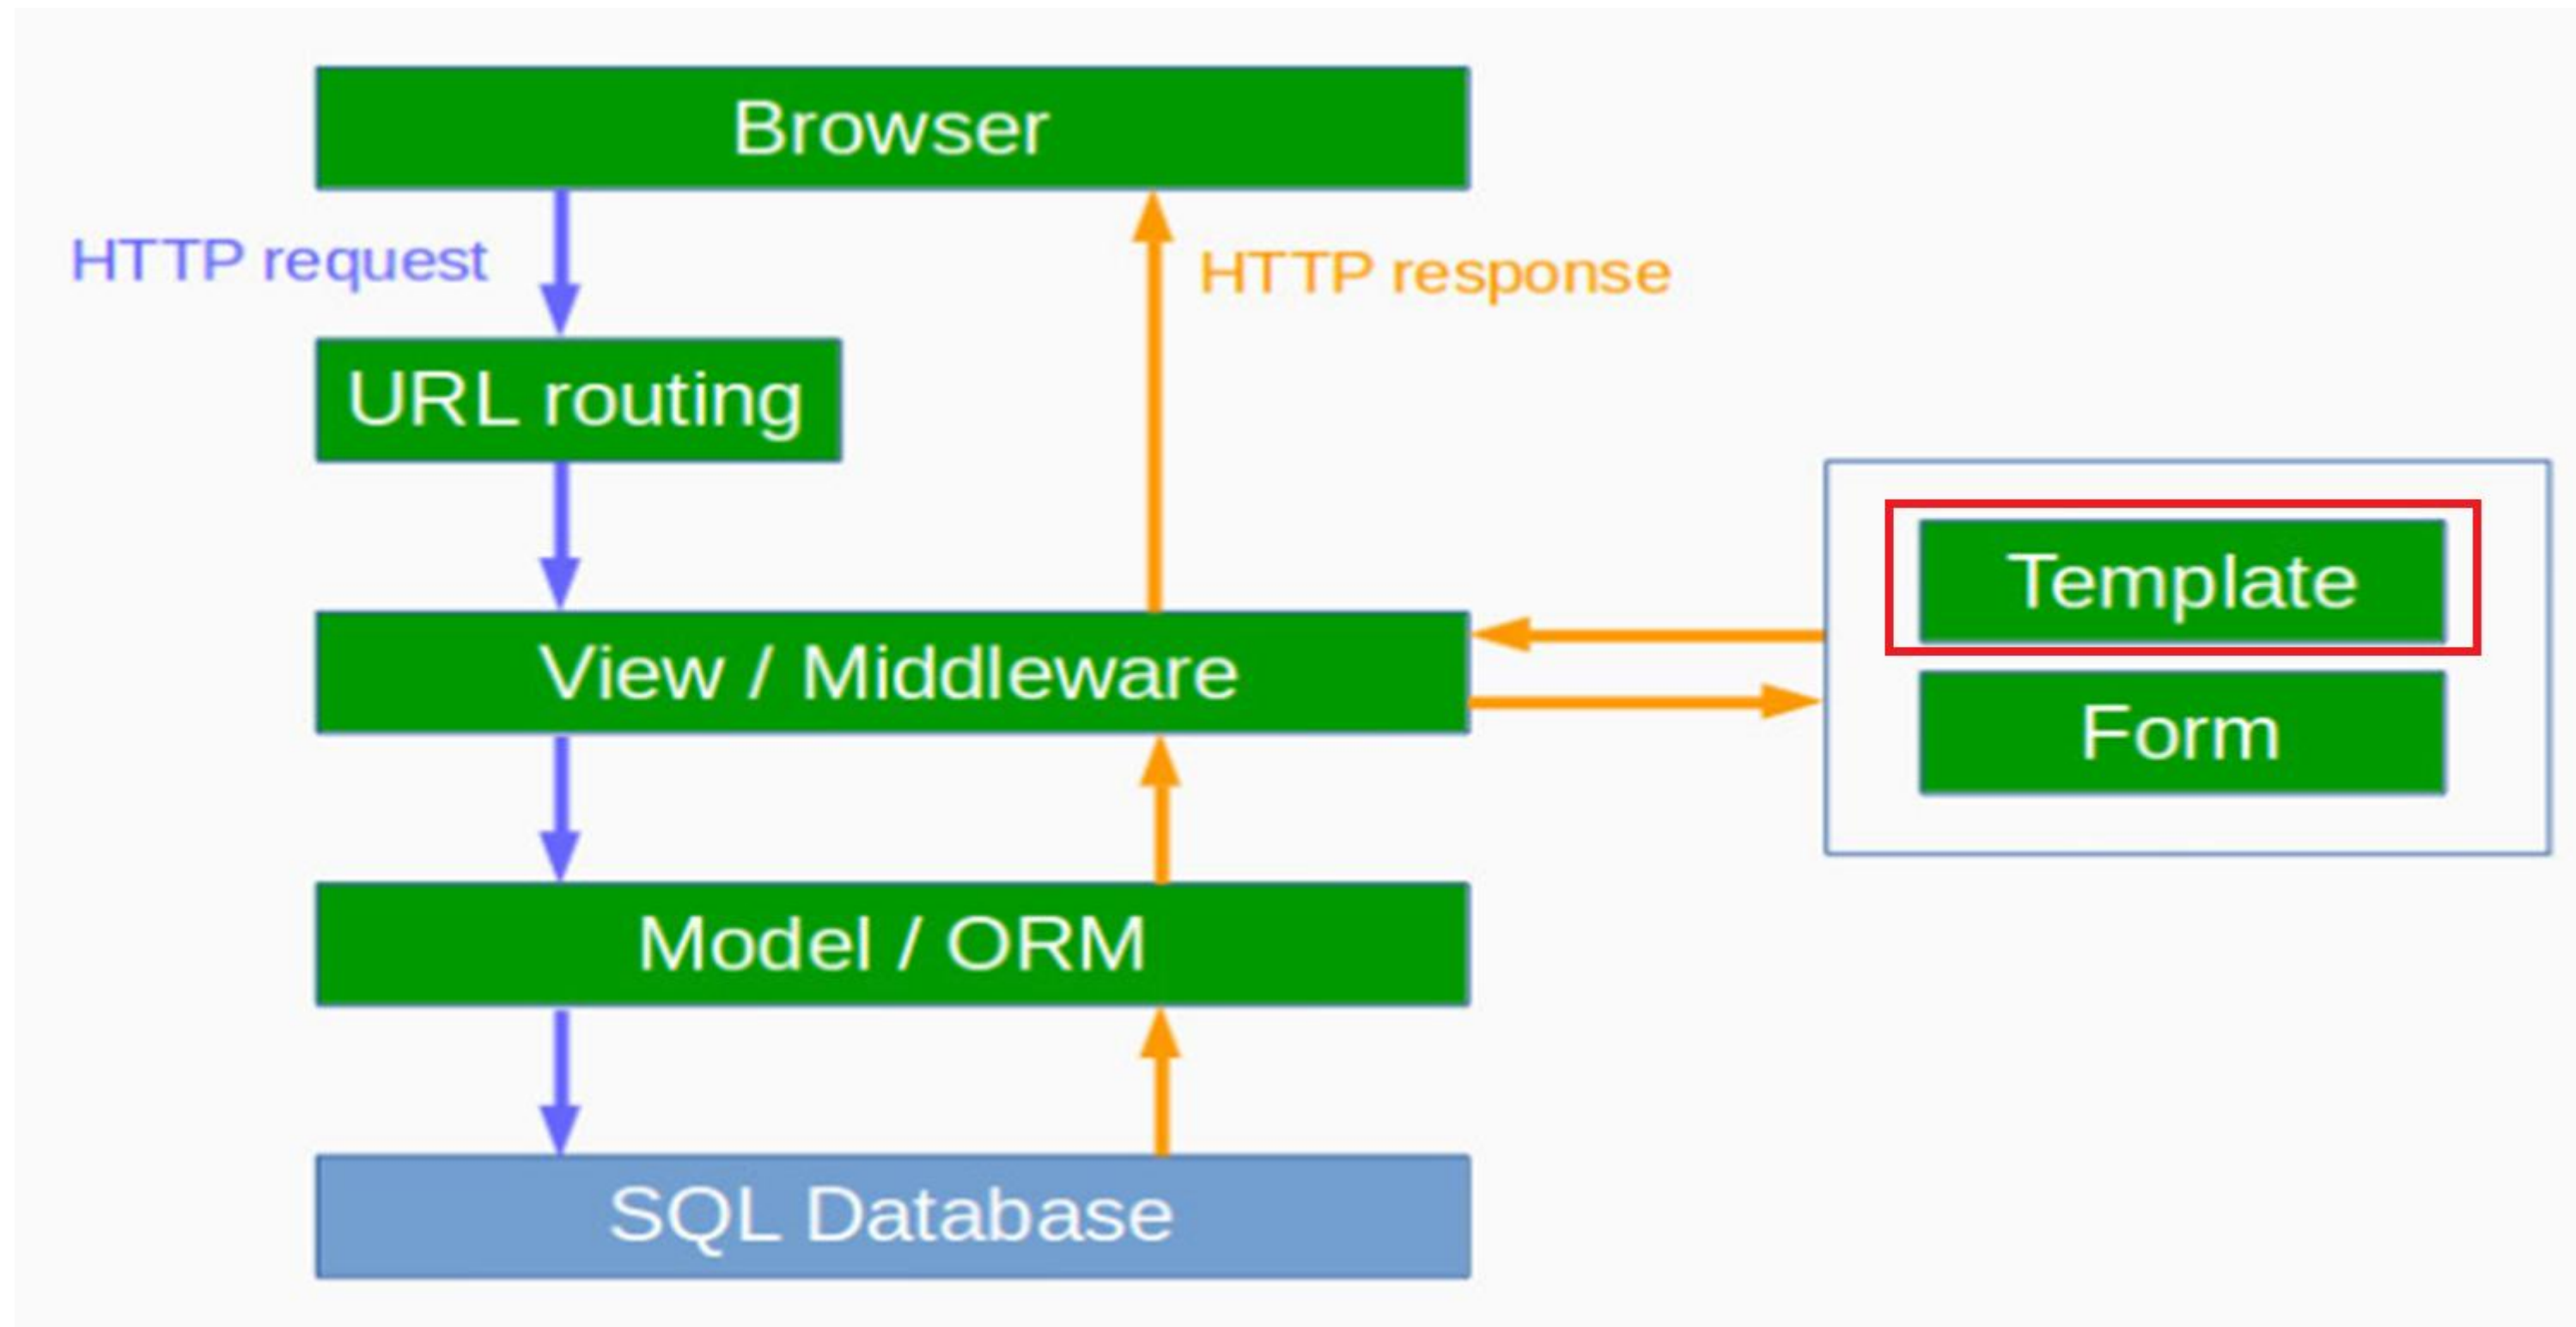 Browser
HTTP request
HTTP response
URL routing
Template
View / Middleware
Form
Model / ORM
SQL Database